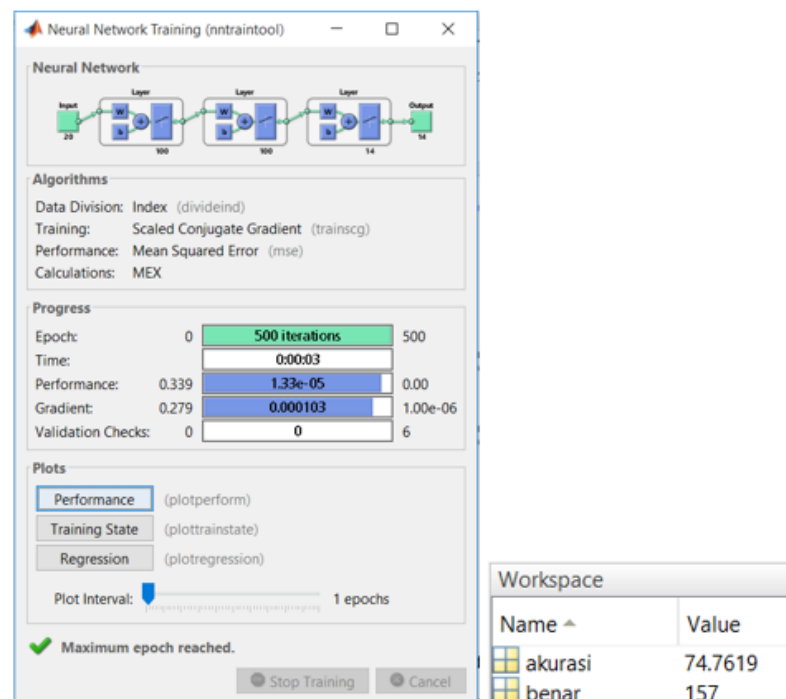 Neural Network Training (nntraintool)
Neural Network
Layer Layer Layer
Input Output
W W W
b b b
20 100 100 14 14
Algorithms
Data Division: Index (divideind)
Training: Scaled Conjugate Gradient (trainscg)
Performance: Mean Squared Error (mse)
Calculations: MEX
Progress
Epoch: 0 500 iterations 500
Time: 0:00:03
Performance: 0.339 1.33e-05 0.00
Gradient: 0.279 0.000103 1.00e-06
Validation Checks: 0 0 6
Plots
Performance (plotperform)
Training State (plottrainstate)
Regression (plotregression)
Plot Interval: 1 epochs
Maximum epoch reached.
Stop Training Cancel
Workspace
Name Value
akurasi 74.7619
benar 157